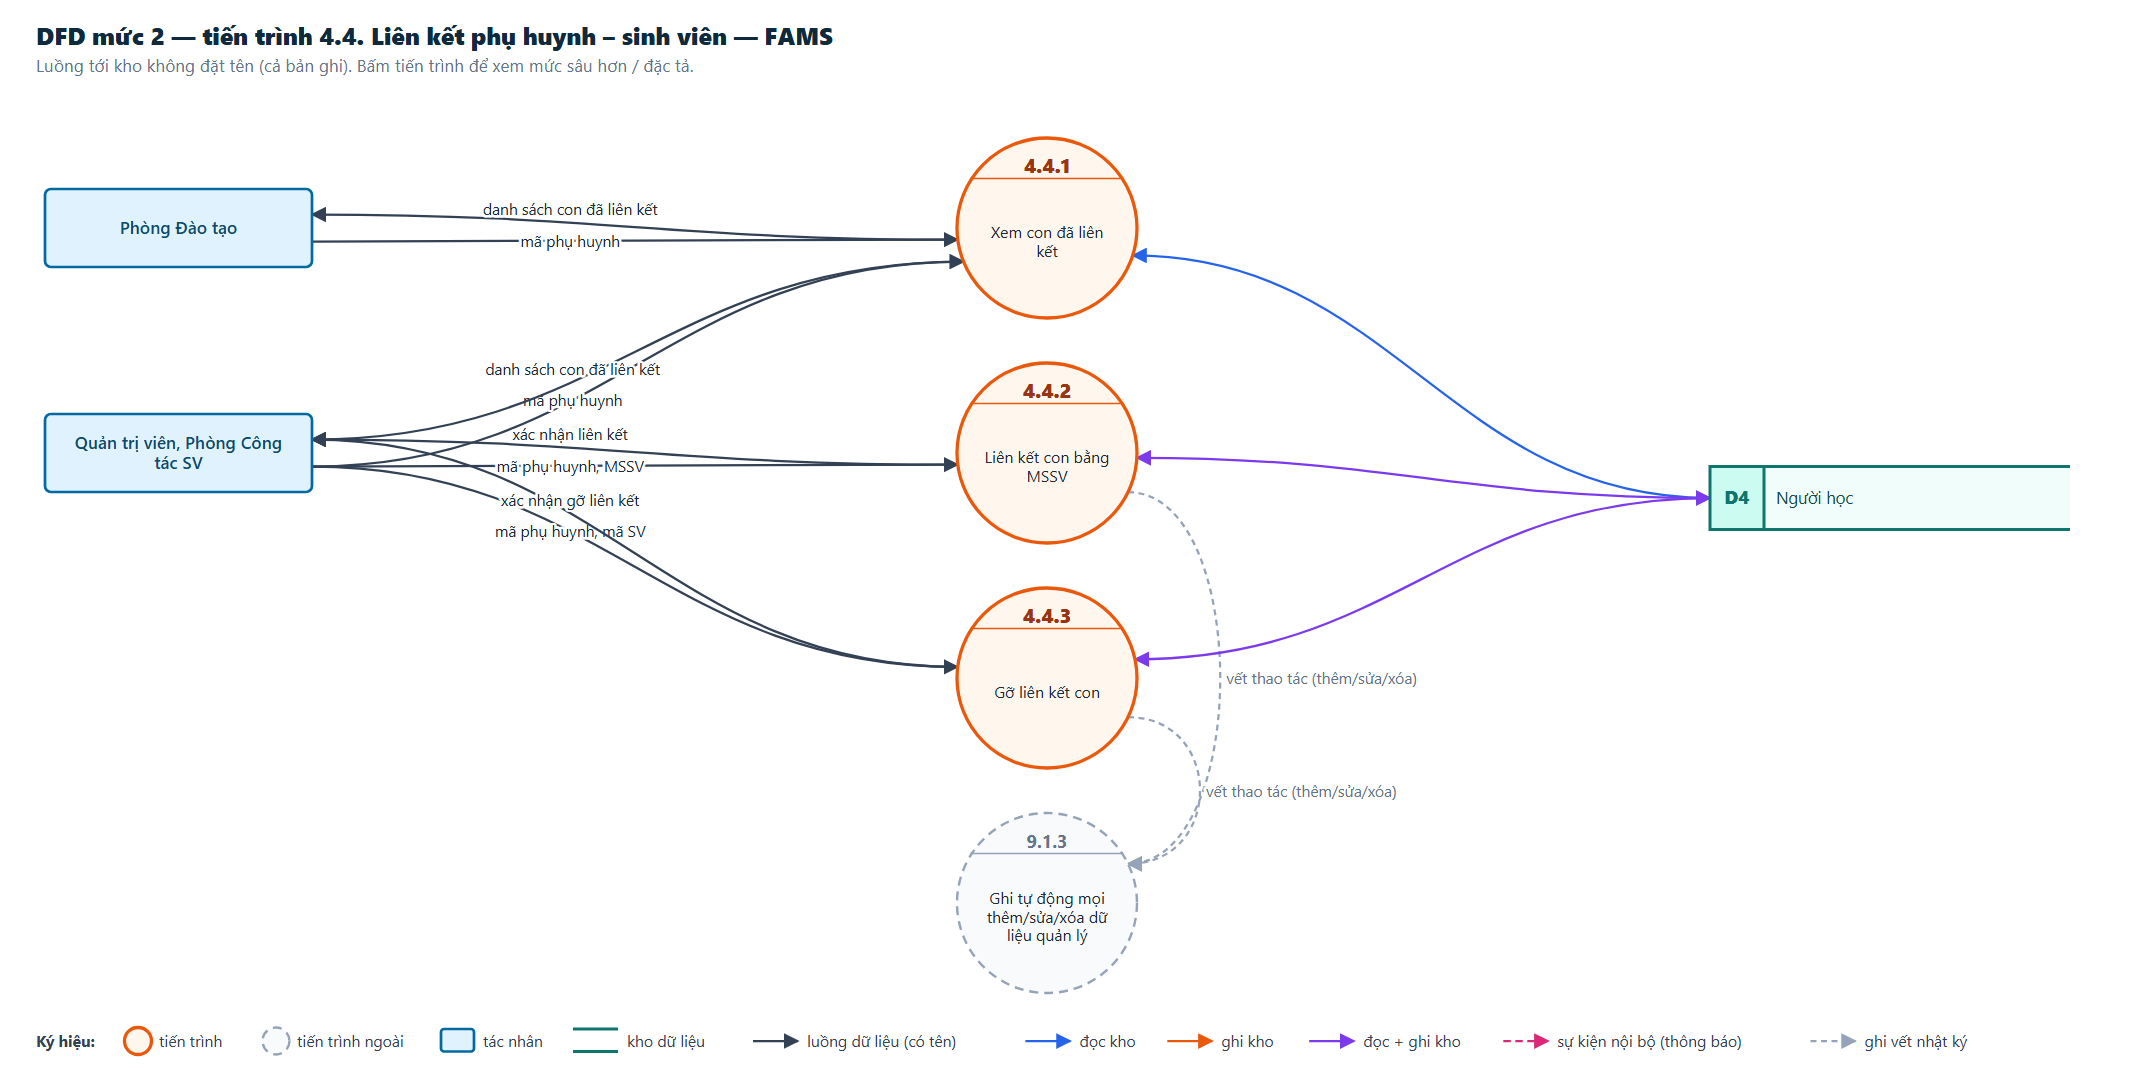 DFD mức 2 — tiến trình 4.4. Liên kết phụ huynh – sinh viên — FAMS
Luồng tới kho không đặt tên (cả bản ghi). Bấm tiến trình để xem mức sâu hơn / đặc tả.
4.4.1
Xem con đã liên
kết
Phòng Đào tạo
danh sách con đã liên kết
mã phụ huynh
danh sách con đã liên kết
mã phụ huynh
4.4.2
Liên kết con bằng
MSSV
Quản trị viên, Phòng Công
tác SV
xác nhận liên kết
mã phụ huynh, MSSV
xác nhận gỡ liên kết
mã phụ huynh, mã SV
D4
Người học
4.4.3
Gỡ liên kết con
vết thao tác (thêm/sửa/xóa)
vết thao tác (thêm/sửa/xóa)
9.1.3
Ghi tự động mọi
thêm/sửa/xóa dữ
liệu quản lý
Ký hiệu:
tiến trình
tiến trình ngoài
tác nhân
kho dữ liệu
luồng dữ liệu (có tên)
đọc kho
ghi kho
đọc + ghi kho
sự kiện nội bộ (thông báo)
ghi vết nhật ký